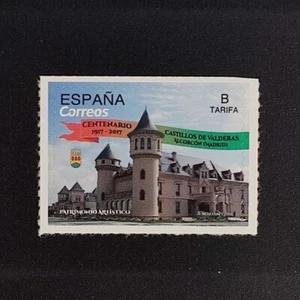 ESPAÑA
Correos
B
TARIFA
CENTENARIO
1917 - 2017
CASTILLOS DE VALDERAS
ALCORCÓN (MADRID)
PATRIMONIO ARTÍSTICO